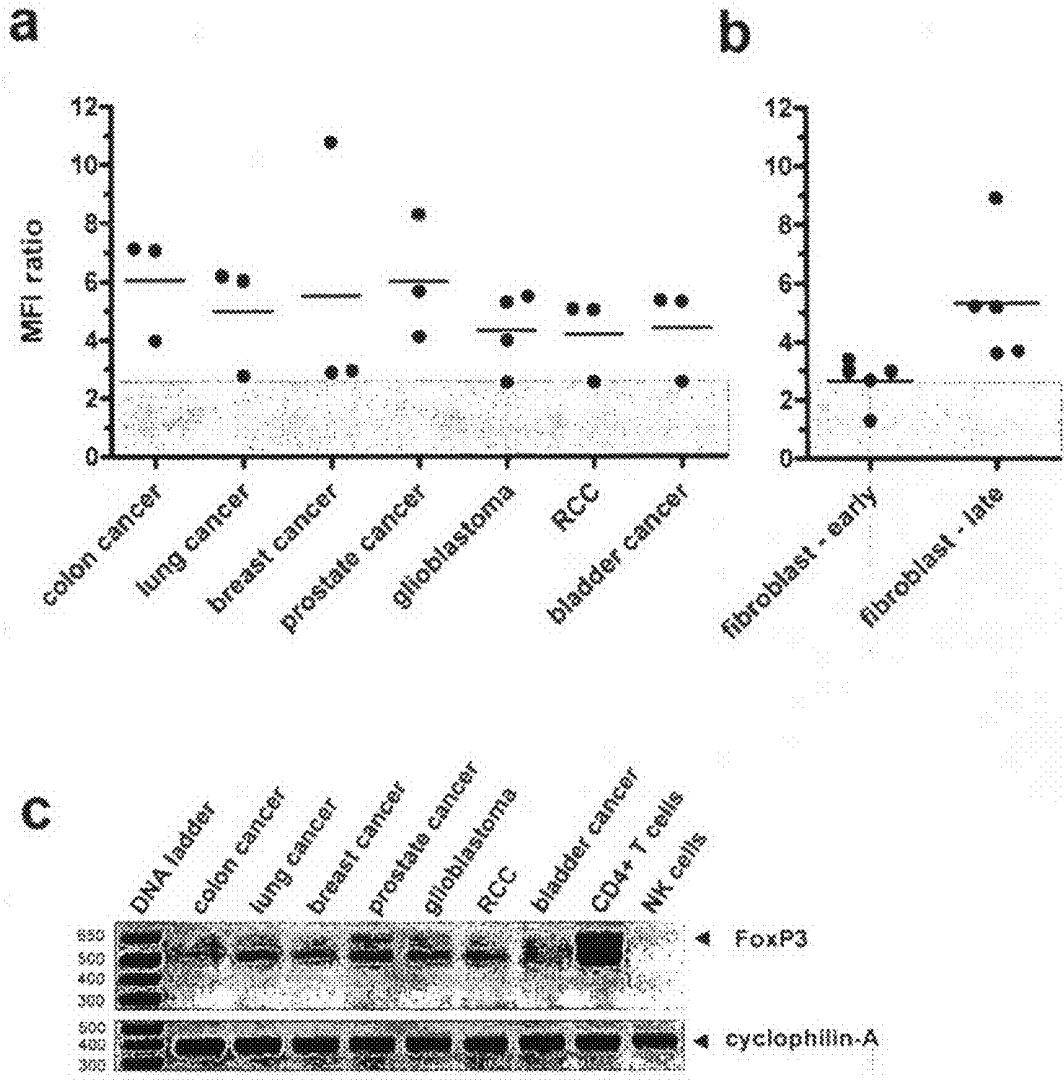 a
b
12
10
8
6
4
2
0
MFI ratio
colon cancer
lung cancer
breast cancer
prostate cancer
glioblastoma
RCC
bladder cancer
12
10
8
6
4
2
0
fibroblast - early
fibroblast - late
c
DNA ladder
colon cancer
lung cancer
breast cancer
prostate cancer
glioblastoma
RCC
bladder cancer
CD4+ T cells
NK cells
650
500
400
300
FoxP3
500
400
300
cyclophilin-A